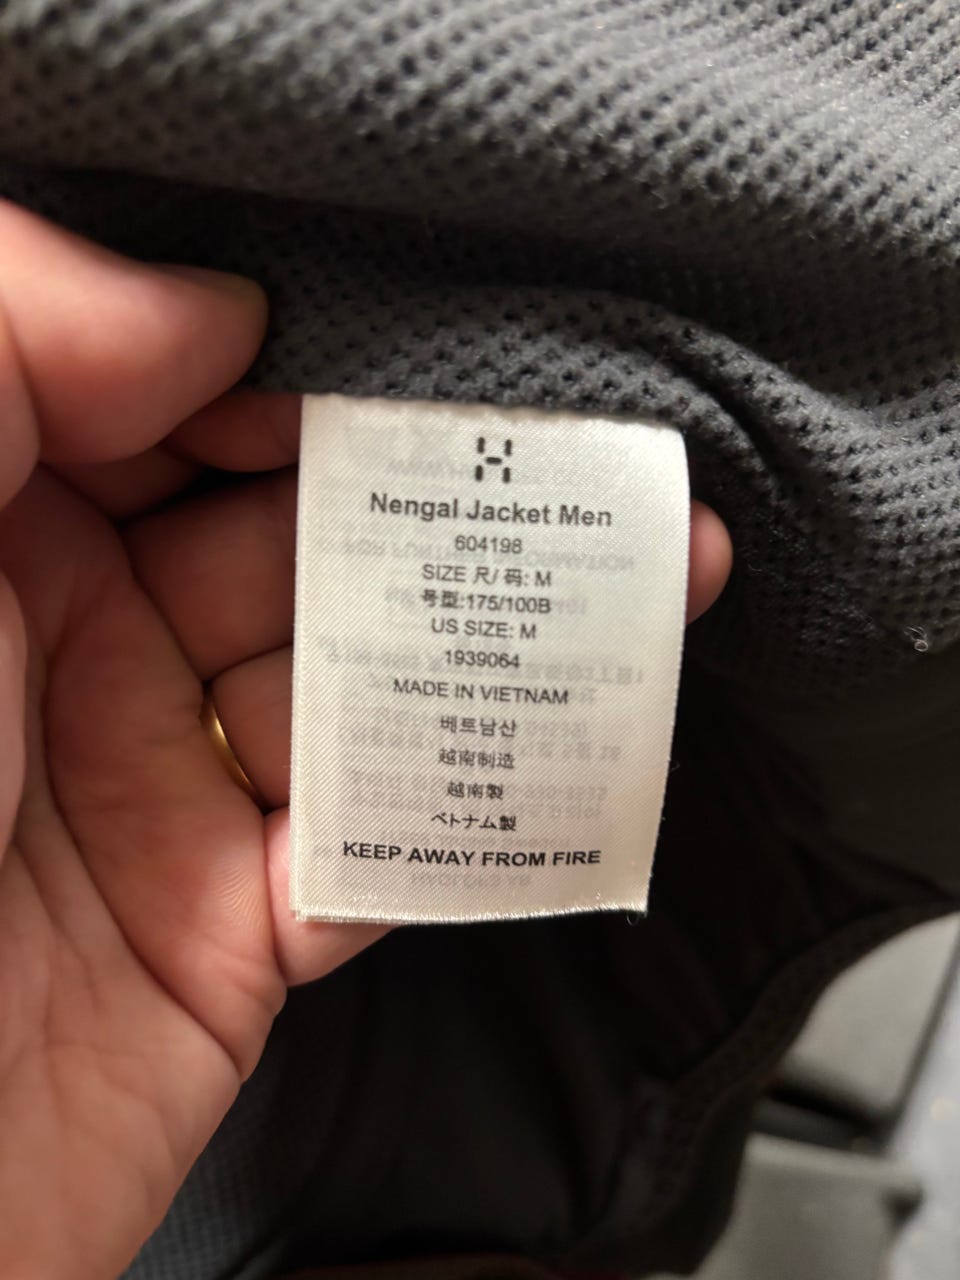 Nengal Jacket Men
604198
SIZE 尺/ 码: M
号型:175/100B
US SIZE: M
1939064
MADE IN VIETNAM
베트남산
越南制造
越南製
ベトナム製
KEEP AWAY FROM FIRE